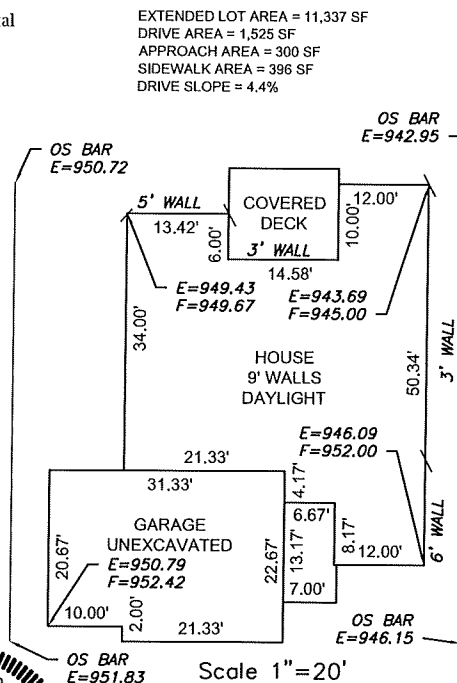 tal
EXTENDED LOT AREA = 11,337 SF
DRIVE AREA = 1,525 SF
APPROACH AREA = 300 SF
SIDEWALK AREA = 396 SF
DRIVE SLOPE = 4.4%
OS BAR
E=942.95
OS BAR
E=950.72
5' WALL
13.42'
6.00'
COVERED
DECK
3' WALL
14.58'
12.00'
10.00'
E=949.43
F=949.67
E=943.69
F=945.00
34.00'
HOUSE
9' WALLS
DAYLIGHT
50.34'
3' WALL
E=946.09
F=952.00
21.33'
31.33'
4.17'
6.67'
GARAGE
UNEXCAVATED
E=950.79
F=952.42
20.67'
22.67'
13.17'
8.17'
12.00'
6' WALL
7.00'
10.00'
2.00'
21.33'
OS BAR
E=946.15
OS BAR
E=951.83
Scale 1"=20'